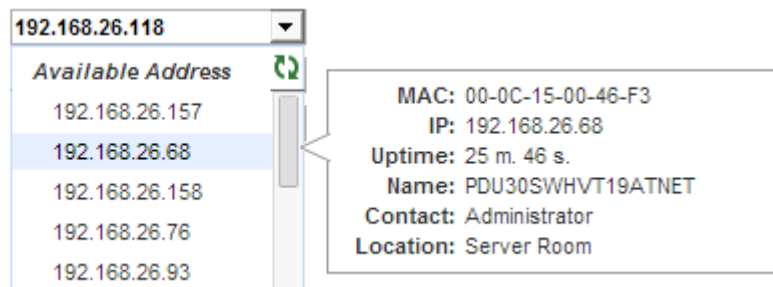 192.168.26.118
Available Address
192.168.26.157
192.168.26.68
192.168.26.158
192.168.26.76
192.168.26.93
MAC: 00-0C-15-00-46-F3
IP: 192.168.26.68
Uptime: 25 m. 46 s.
Name: PDU30SWHVT19ATNET
Contact: Administrator
Location: Server Room